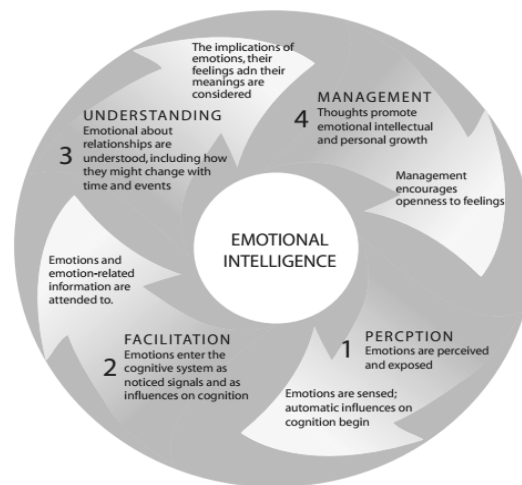 The implications of
emotions, their
feelings adn their
meanings are
considered
UNDERSTANDING
3
Emotional about
relationships are
understood, including how
they might change with
time and events
MANAGEMENT
4
Thoughts promote
emotional intellectual
and personal growth
Management
encourages
openness to feelings
EMOTIONAL
INTELLIGENCE
Emotions and
emotion-related
information are
attended to.
FACILITATION
2
Emotions enter the
cognitive system as
noticed signals and as
influences on cognition
1
PERCPTION
Emotions are perceived
and exposed
Emotions are sensed;
automatic influences on
cognition begin